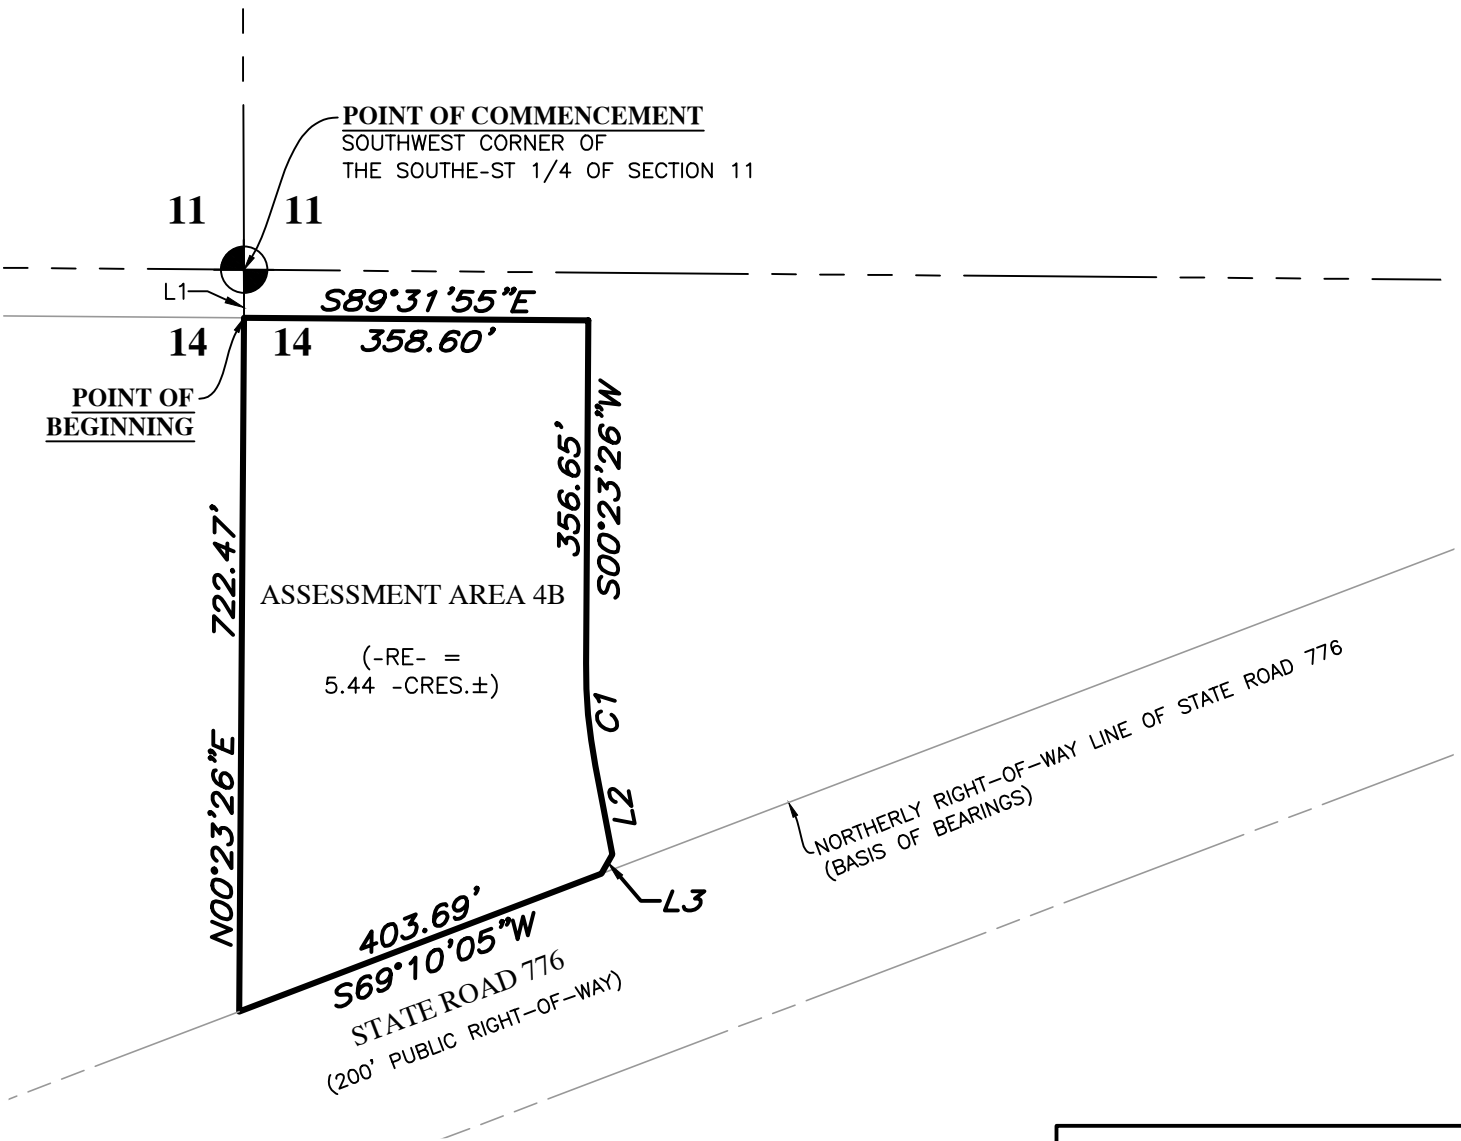 POINT OF COMMENCEMENT
SOUTHWEST CORNER OF
THE SOUTHE-ST 1/4 OF SECTION 11
11 11
L1
S89°31'55"E
358.60'
14 14
POINT OF
BEGINNING
356.65'
S00°23'26"W
722.47'
N00°23'26"E
ASSESSMENT AREA 4B
(-RE- =
5.44 -CRES.±)
C1
L2
L3
NORTHERLY RIGHT-OF-WAY LINE OF STATE ROAD 776
(BASIS OF BEARINGS)
403.69'
S69°10'05"W
STATE ROAD 776
(200' PUBLIC RIGHT-OF-WAY)